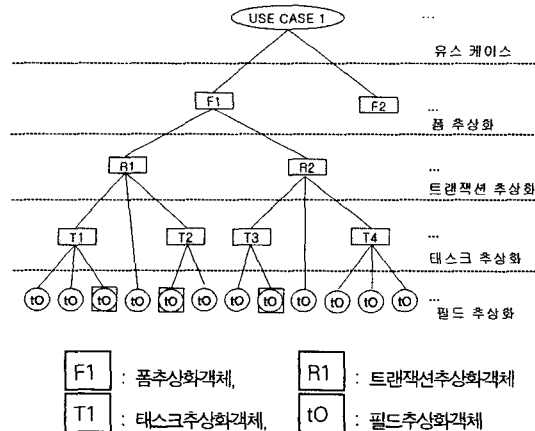 USE CASE 1 ...
유스 케이스
F1 F2 ...
폼 추상화
R1 R2 ...
트랜잭션 추상화
T1 T2 T3 T4 ...
태스크 추상화
tO tO tO tO tO tO tO tO tO tO tO tO ...
필드 추상화
F1 : 폼추상화객체, R1 : 트랜잭션추상화객체
T1 : 태스크추상화객체, tO : 필드추상화객체